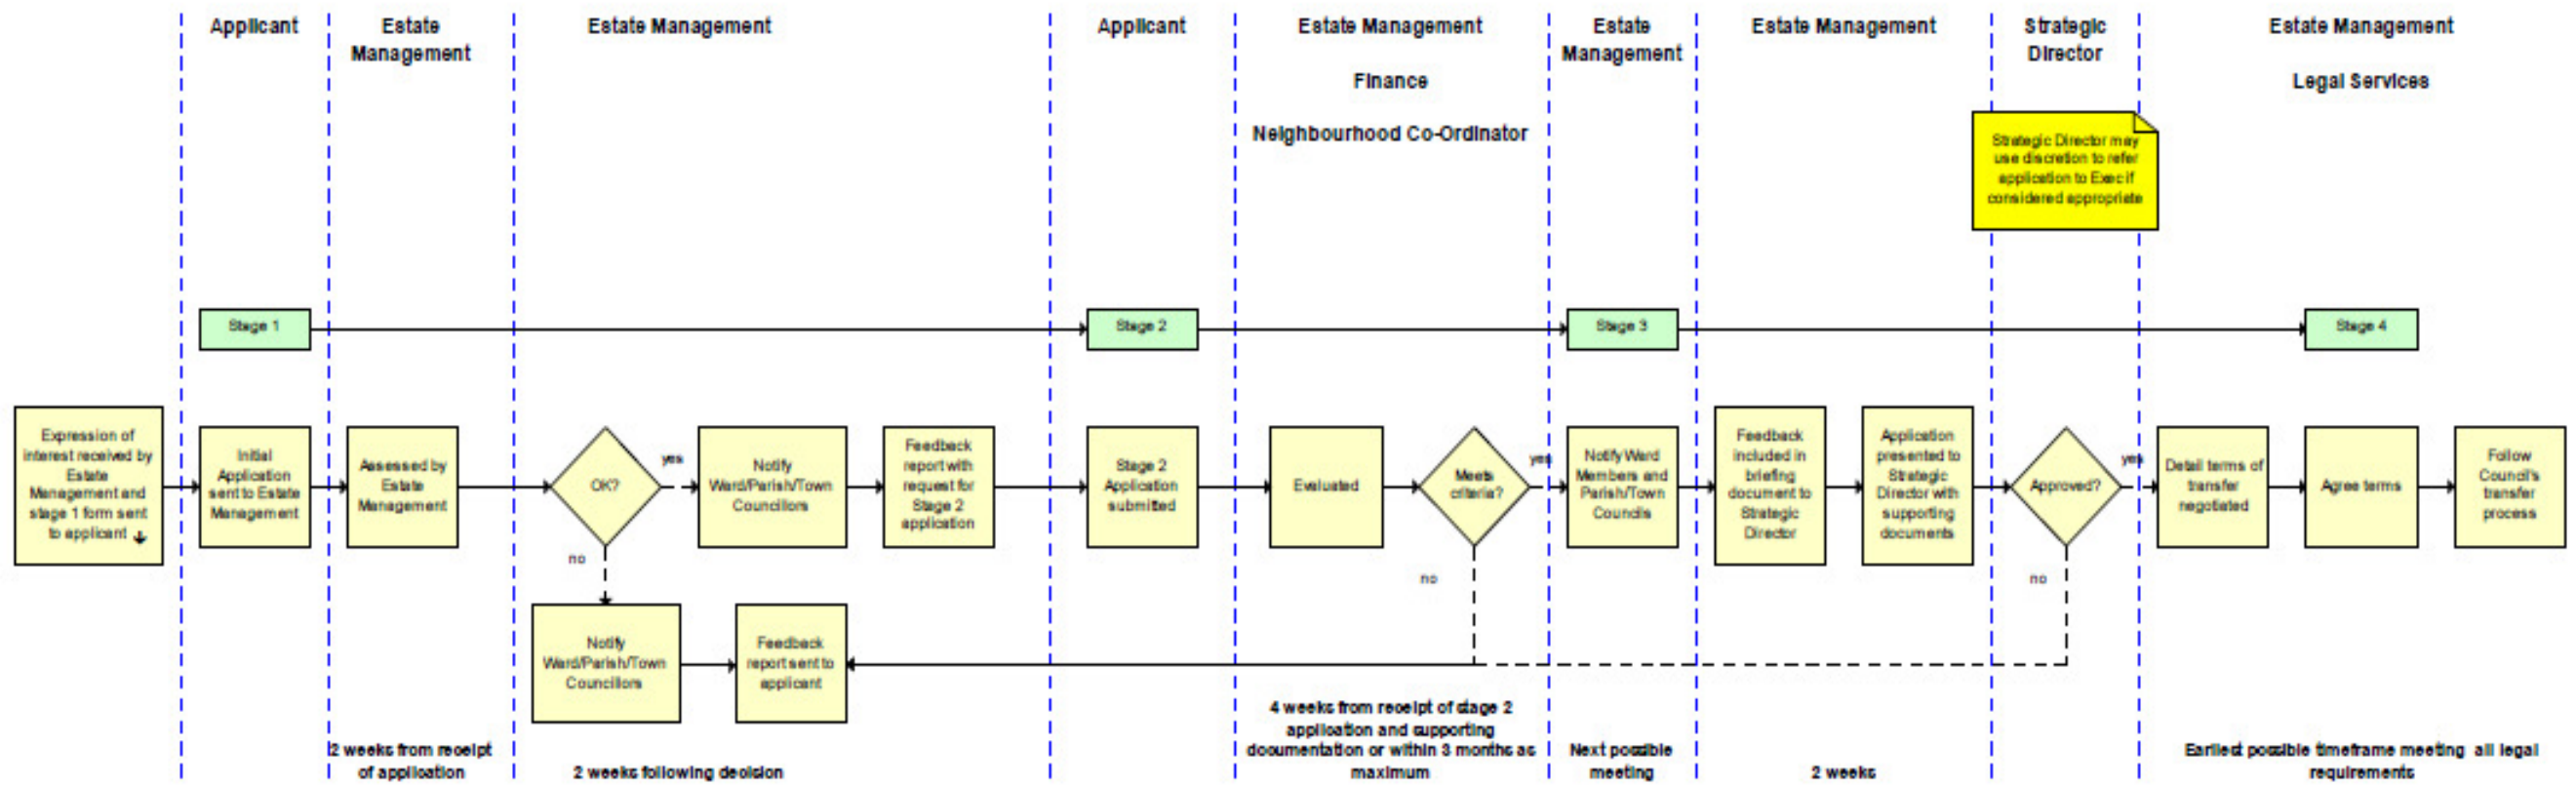 Applicant
Estate
Management
Estate Management
Applicant
Estate Management
Finance
Neighbourhood Co-Ordinator
Estate
Management
Estate Management
Strategic
Director
Estate Management
Legal Services
Strategic Director may
use discretion to refer
application to Exec if
considered appropriate
Stage 1
Stage 2
Stage 3
Stage 4
Expression of
interest received by
Estate
Management and
stage 1 form sent
to applicant
Initial
Application
sent to Estate
Management
Assessed by
Estate
Management
OK?
yes
no
Notify
Ward/Parish/Town
Councillors
Feedback
report with
request for
Stage 2
application
Stage 2
Application
submitted
Evaluated
Meets
criteria?
yes
no
Notify Ward
Members and
Parish/Town
Councils
Feedback
included in
briefing
document to
Strategic
Director
Application
presented to
Strategic
Director with
supporting
documents
Approved?
yes
no
Detail terms of
transfer
negotiated
Agree terms
Follow
Council's
transfer
process
Notify
Ward/Parish/Town
Councillors
Feedback
report sent to
applicant
2 weeks from receipt
of application
2 weeks following decision
4 weeks from receipt of stage 2
application and supporting
documentation or within 3 months as
maximum
Next possible
meeting
2 weeks
Earliest possible timeframe meeting all legal
requirements